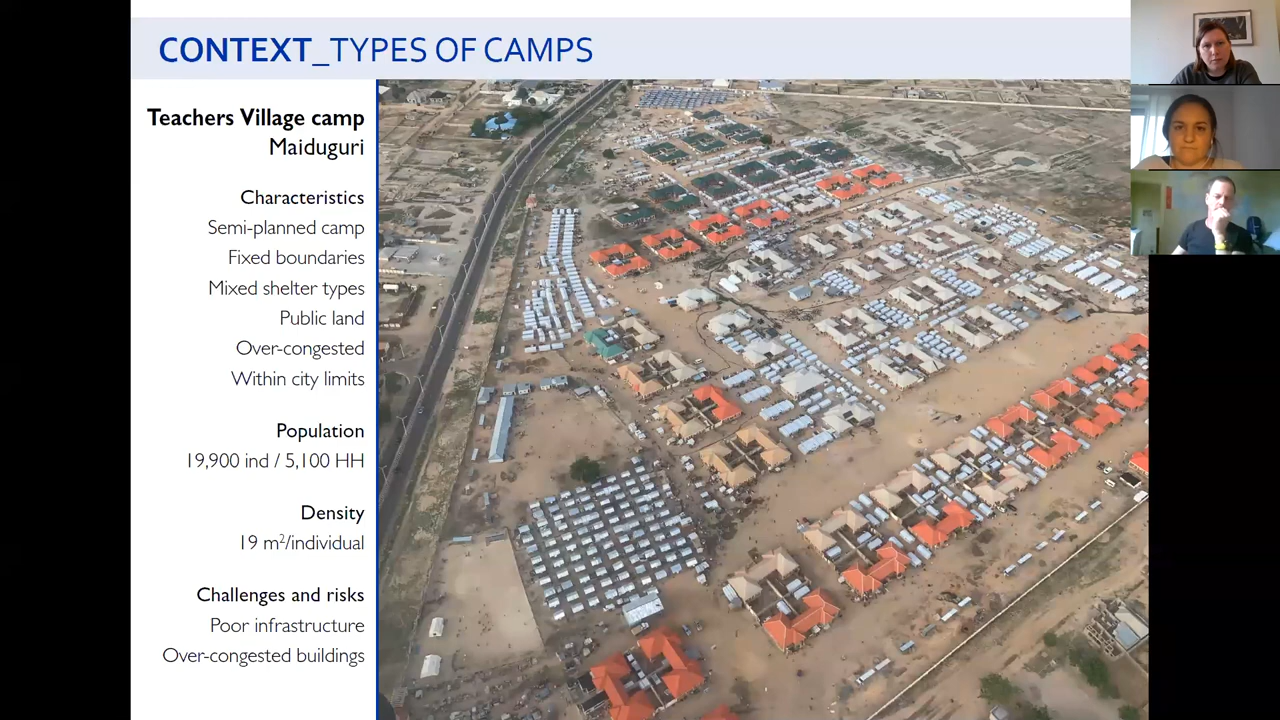 CONTEXT_TYPES OF CAMPS
Teachers Village camp
Maiduguri
Characteristics
Semi-planned camp
Fixed boundaries
Mixed shelter types
Public land
Over-congested
Within city limits
Population
19,900 ind / 5,100 HH
Density
19 m²/individual
Challenges and risks
Poor infrastructure
Over-congested buildings